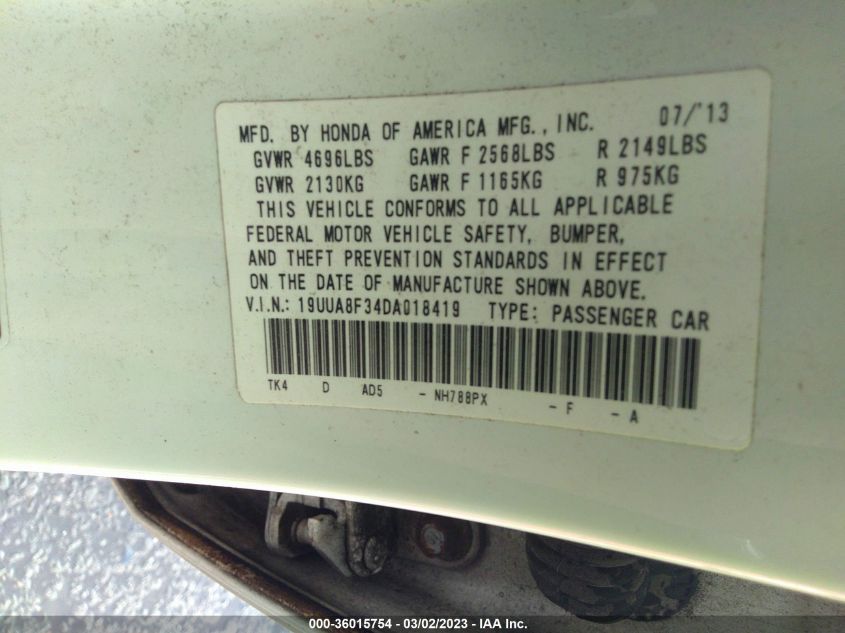 07/'13
MFD. BY HONDA OF AMERICA MFG., INC.
GVWR 4696LBS GAWR F 2568LBS R 2149LBS
GVWR 2130KG GAWR F 1165KG R 975KG
THIS VEHICLE CONFORMS TO ALL APPLICABLE
FEDERAL MOTOR VEHICLE SAFETY, BUMPER,
AND THEFT PREVENTION STANDARDS IN EFFECT
ON THE DATE OF MANUFACTURE SHOWN ABOVE.
V.I.N.: 19UUA8F34DA018419 TYPE: PASSENGER CAR
TK4 D AD5 - NH788PX - F - A
000-36015754 - 03/02/2023 - IAA Inc.